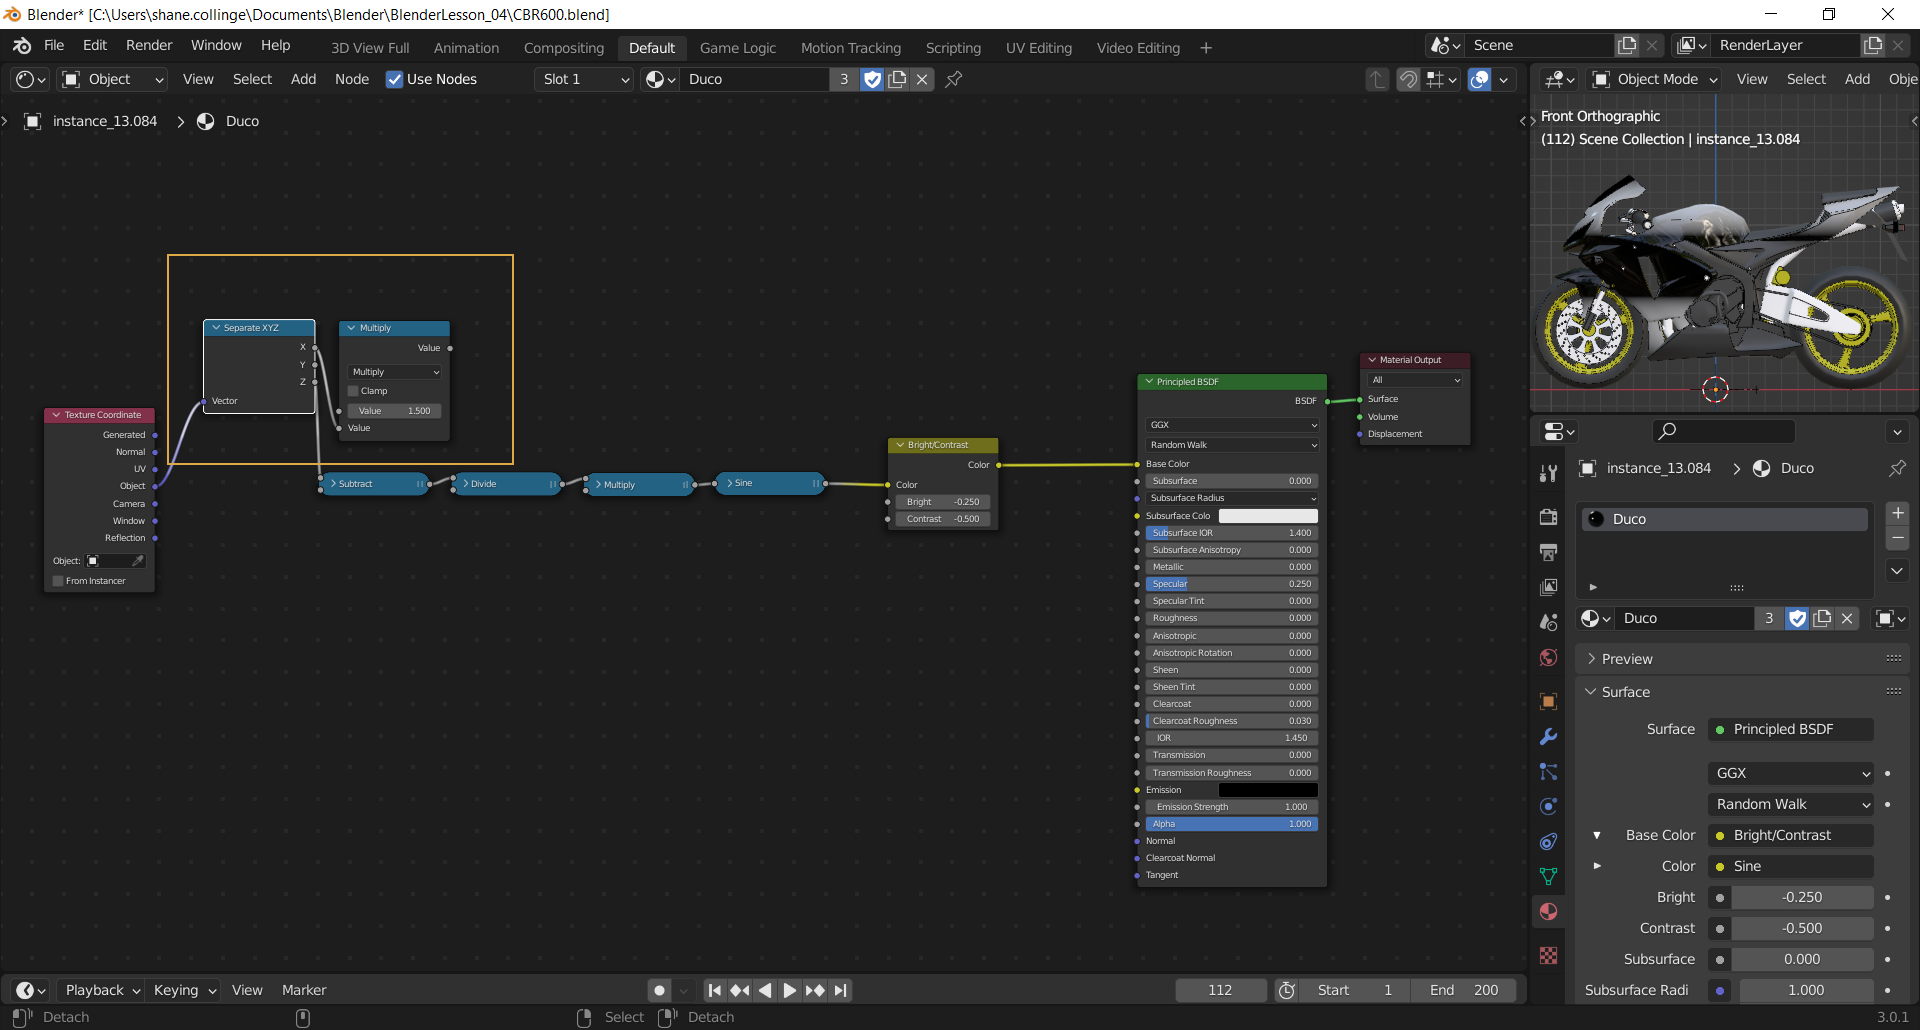 Blender* [C:\Users\shane.collinge\Documents\Blender\BlenderLesson_04\CBR600.blend]
File Edit Render Window Help
3D View Full Animation Compositing Default Game Logic Motion Tracking Scripting UV Editing Video Editing +
Scene
RenderLayer
Object View Select Add Node Use Nodes Slot 1 Duco 3
Object Mode View Select Add Obje
instance_13.084 > Duco
Front Orthographic
(112) Scene Collection | instance_13.084
Separate XYZ
X
Y
Z
Vector
Multiply
Value
Multiply
Clamp
Value 1.500
Value
Texture Coordinate
Generated
Normal
UV
Object
Camera
Window
Reflection
Object:
From Instancer
Subtract
Divide
Multiply
Sine
Bright/Contrast
Color
Color
Bright -0.250
Contrast -0.500
Principled BSDF
BSDF
GGX
Random Walk
Base Color
Subsurface 0.000
Subsurface Radius
Subsurface Colo
Subsurface IOR 1.400
Subsurface Anisotropy 0.000
Metallic 0.000
Specular 0.250
Specular Tint 0.000
Roughness 0.000
Anisotropic 0.000
Anisotropic Rotation 0.000
Sheen 0.000
Sheen Tint 0.000
Clearcoat 0.000
Clearcoat Roughness 0.030
IOR 1.450
Transmission 0.000
Transmission Roughness 0.000
Emission
Emission Strength 1.000
Alpha 1.000
Normal
Clearcoat Normal
Tangent
Material Output
All
Surface
Volume
Displacement
instance_13.084 > Duco
Duco
Duco 3
Preview
Surface
Surface Principled BSDF
GGX
Random Walk
Base Color Bright/Contrast
Color Sine
Bright -0.250
Contrast -0.500
Subsurface 0.000
Subsurface Radi 1.000
Playback Keying View Marker
112
Start 1
End 200
Detach
Select
Detach
3.0.1